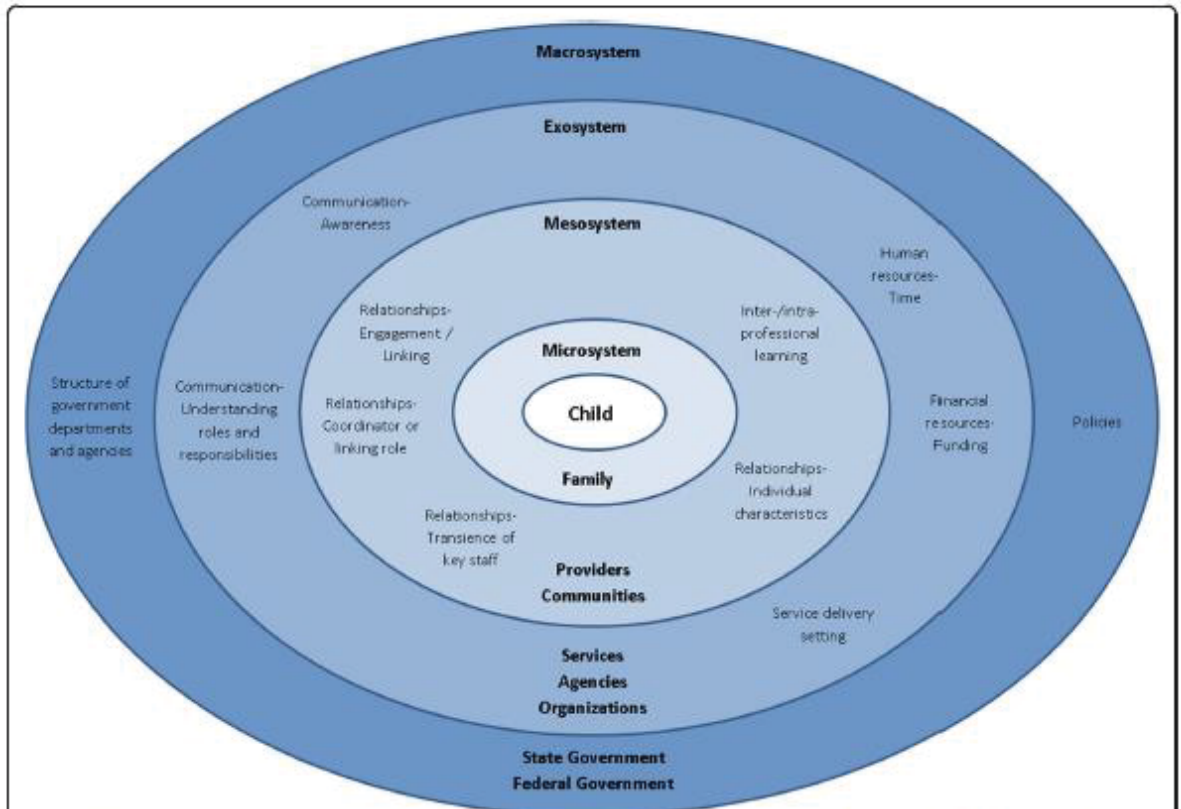 Macrosystem
Exosystem
Communication-
Awareness
Mesosystem
Human
resources-
Time
Relationships-
Engagement /
Linking
Inter-/intra-
professional
learning
Microsystem
Structure of
government
departments
and agencies
Communication-
Understanding
roles and
responsibilities
Relationships-
Coordinator or
linking role
Child
Financial
resources-
Funding
Policies
Family
Relationships-
Individual
characteristics
Relationships-
Transience of
key staff
Providers
Communities
Service delivery
setting
Services
Agencies
Organizations
State Government
Federal Government